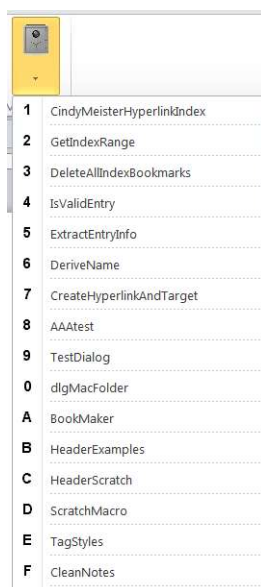 1 CindyMeisterHyperlinkIndex
2 GetIndexRange
3 DeleteAllIndexBookmarks
4 IsValidEntry
5 ExtractEntryInfo
6 DeriveName
7 CreateHyperlinkAndTarget
8 AAAtest
9 TestDialog
0 dlgMacFolder
A BookMaker
B HeaderExamples
C HeaderScratch
D ScratchMacro
E TagStyles
F CleanNotes